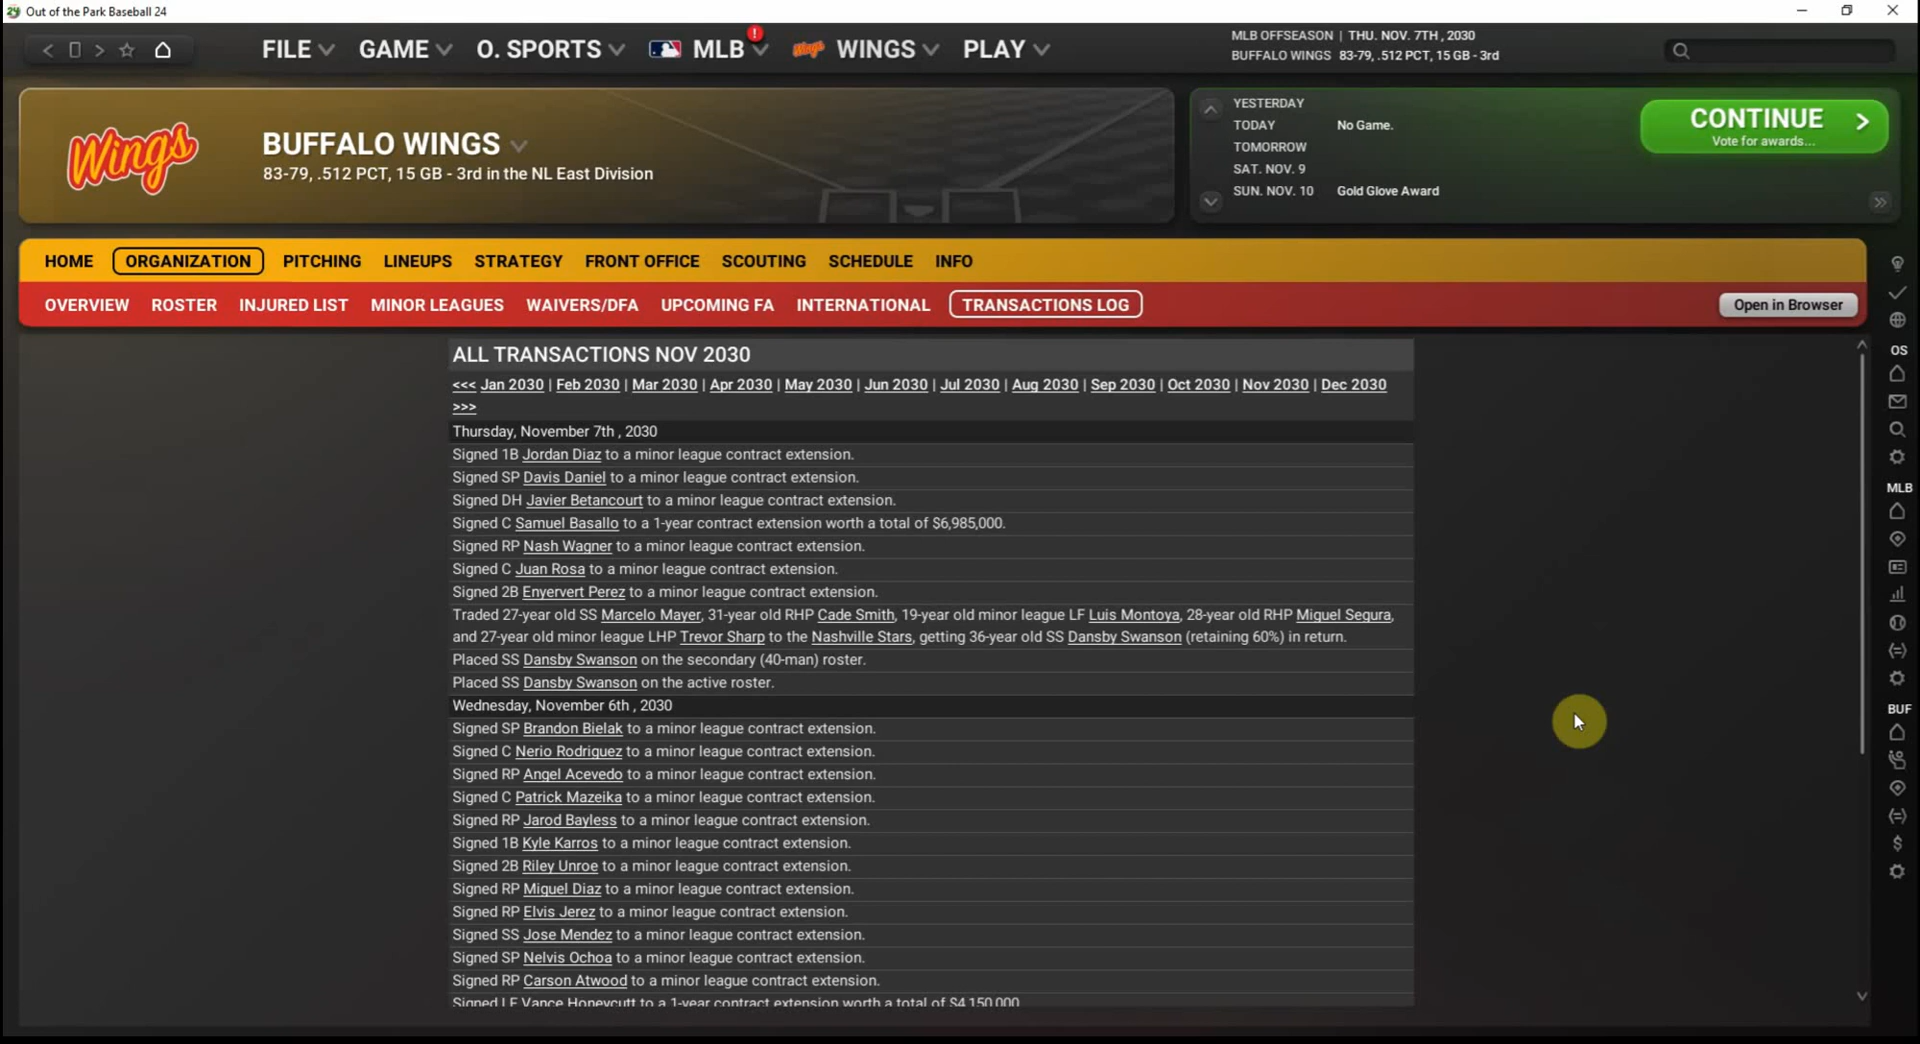 Out of the Park Baseball 24
FILE GAME O. SPORTS MLB ! WINGS PLAY
MLB OFFSEASON | THU. NOV. 7TH , 2030
BUFFALO WINGS 83-79, .512 PCT, 15 GB - 3rd
Wings
BUFFALO WINGS
83-79, .512 PCT, 15 GB - 3rd in the NL East Division
YESTERDAY
TODAY No Game.
TOMORROW
SAT. NOV. 9
SUN. NOV. 10 Gold Glove Award
CONTINUE
Vote for awards...
HOME ORGANIZATION PITCHING LINEUPS STRATEGY FRONT OFFICE SCOUTING SCHEDULE INFO
OVERVIEW ROSTER INJURED LIST MINOR LEAGUES WAIVERS/DFA UPCOMING FA INTERNATIONAL TRANSACTIONS LOG Open in Browser
ALL TRANSACTIONS NOV 2030
<<< Jan 2030 | Feb 2030 | Mar 2030 | Apr 2030 | May 2030 | Jun 2030 | Jul 2030 | Aug 2030 | Sep 2030 | Oct 2030 | Nov 2030 | Dec 2030
>>>
Thursday, November 7th , 2030
Signed 1B Jordan Diaz to a minor league contract extension.
Signed SP Davis Daniel to a minor league contract extension.
Signed DH Javier Betancourt to a minor league contract extension.
Signed C Samuel Basallo to a 1-year contract extension worth a total of $6,985,000.
Signed RP Nash Wagner to a minor league contract extension.
Signed C Juan Rosa to a minor league contract extension.
Signed 2B Enyervert Perez to a minor league contract extension.
Traded 27-year old SS Marcelo Mayer, 31-year old RHP Cade Smith, 19-year old minor league LF Luis Montoya, 28-year old RHP Miguel Segura,
and 27-year old minor league LHP Trevor Sharp to the Nashville Stars, getting 36-year old SS Dansby Swanson (retaining 60%) in return.
Placed SS Dansby Swanson on the secondary (40-man) roster.
Placed SS Dansby Swanson on the active roster.
Wednesday, November 6th , 2030
Signed SP Brandon Bielak to a minor league contract extension.
Signed C Nerio Rodriguez to a minor league contract extension.
Signed RP Angel Acevedo to a minor league contract extension.
Signed C Patrick Mazeika to a minor league contract extension.
Signed RP Jarod Bayless to a minor league contract extension.
Signed 1B Kyle Karros to a minor league contract extension.
Signed 2B Riley Unroe to a minor league contract extension.
Signed RP Miguel Diaz to a minor league contract extension.
Signed RP Elvis Jerez to a minor league contract extension.
Signed SS Jose Mendez to a minor league contract extension.
Signed SP Nelvis Ochoa to a minor league contract extension.
Signed RP Carson Atwood to a minor league contract extension.
Signed LF Vance Honeycutt to a 1-year contract extension worth a total of $4,150,000.
OS
MLB
BUF